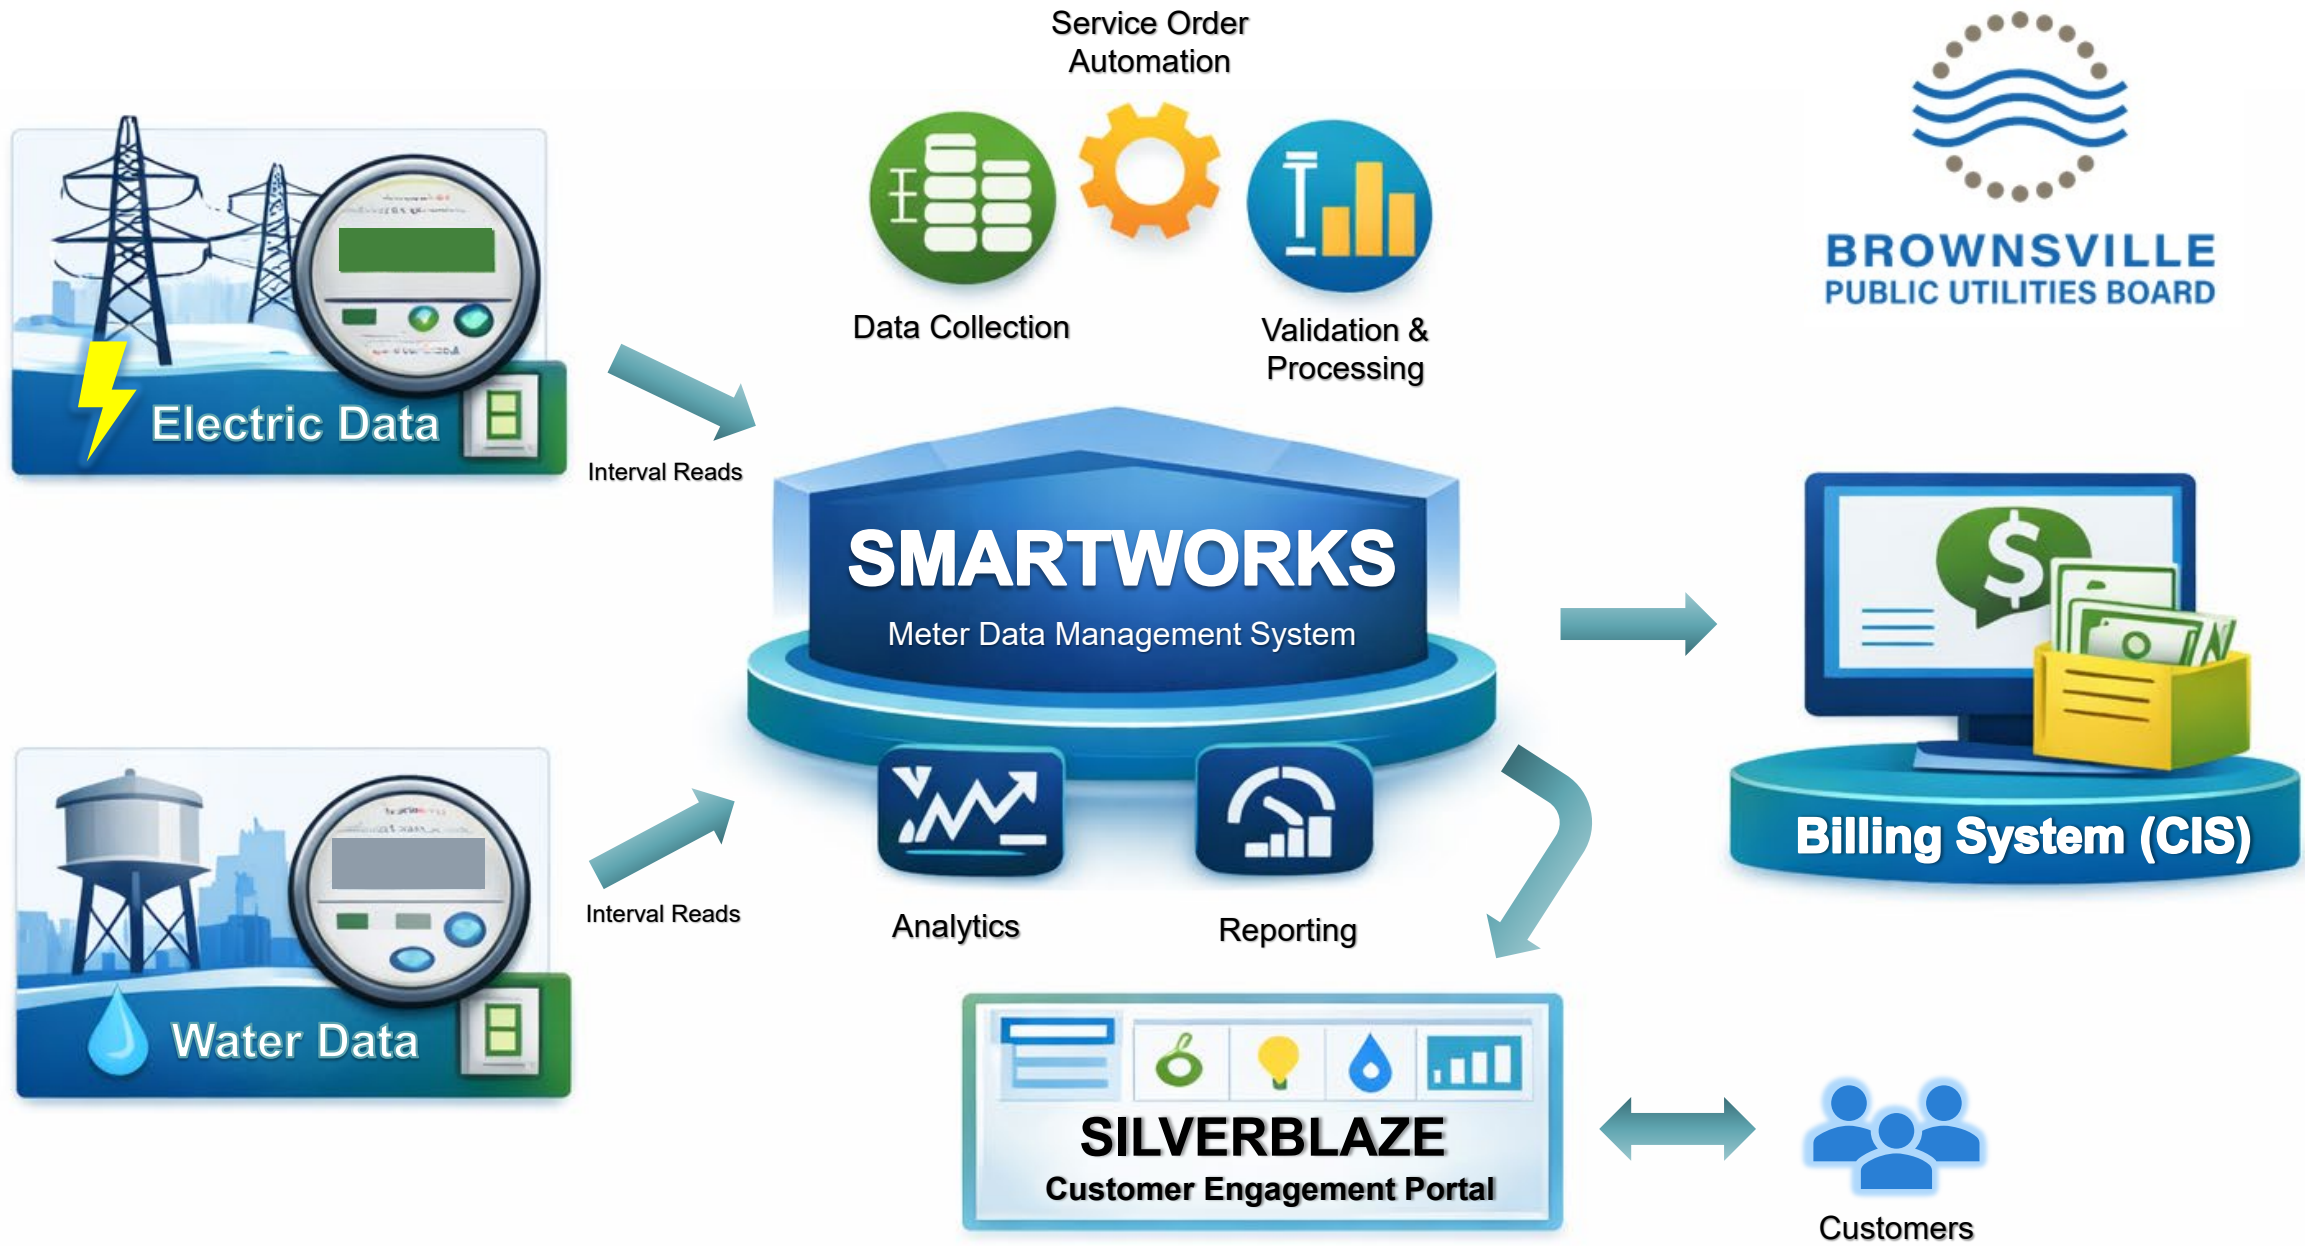 Service Order
Automation
Data Collection
Validation &
Processing
BROWNSVILLE
PUBLIC UTILITIES BOARD
Electric Data
Interval Reads
SMARTWORKS
Meter Data Management System
$
Billing System (CIS)
Water Data
Interval Reads
Analytics
Reporting
SILVERBLAZE
Customer Engagement Portal
Customers